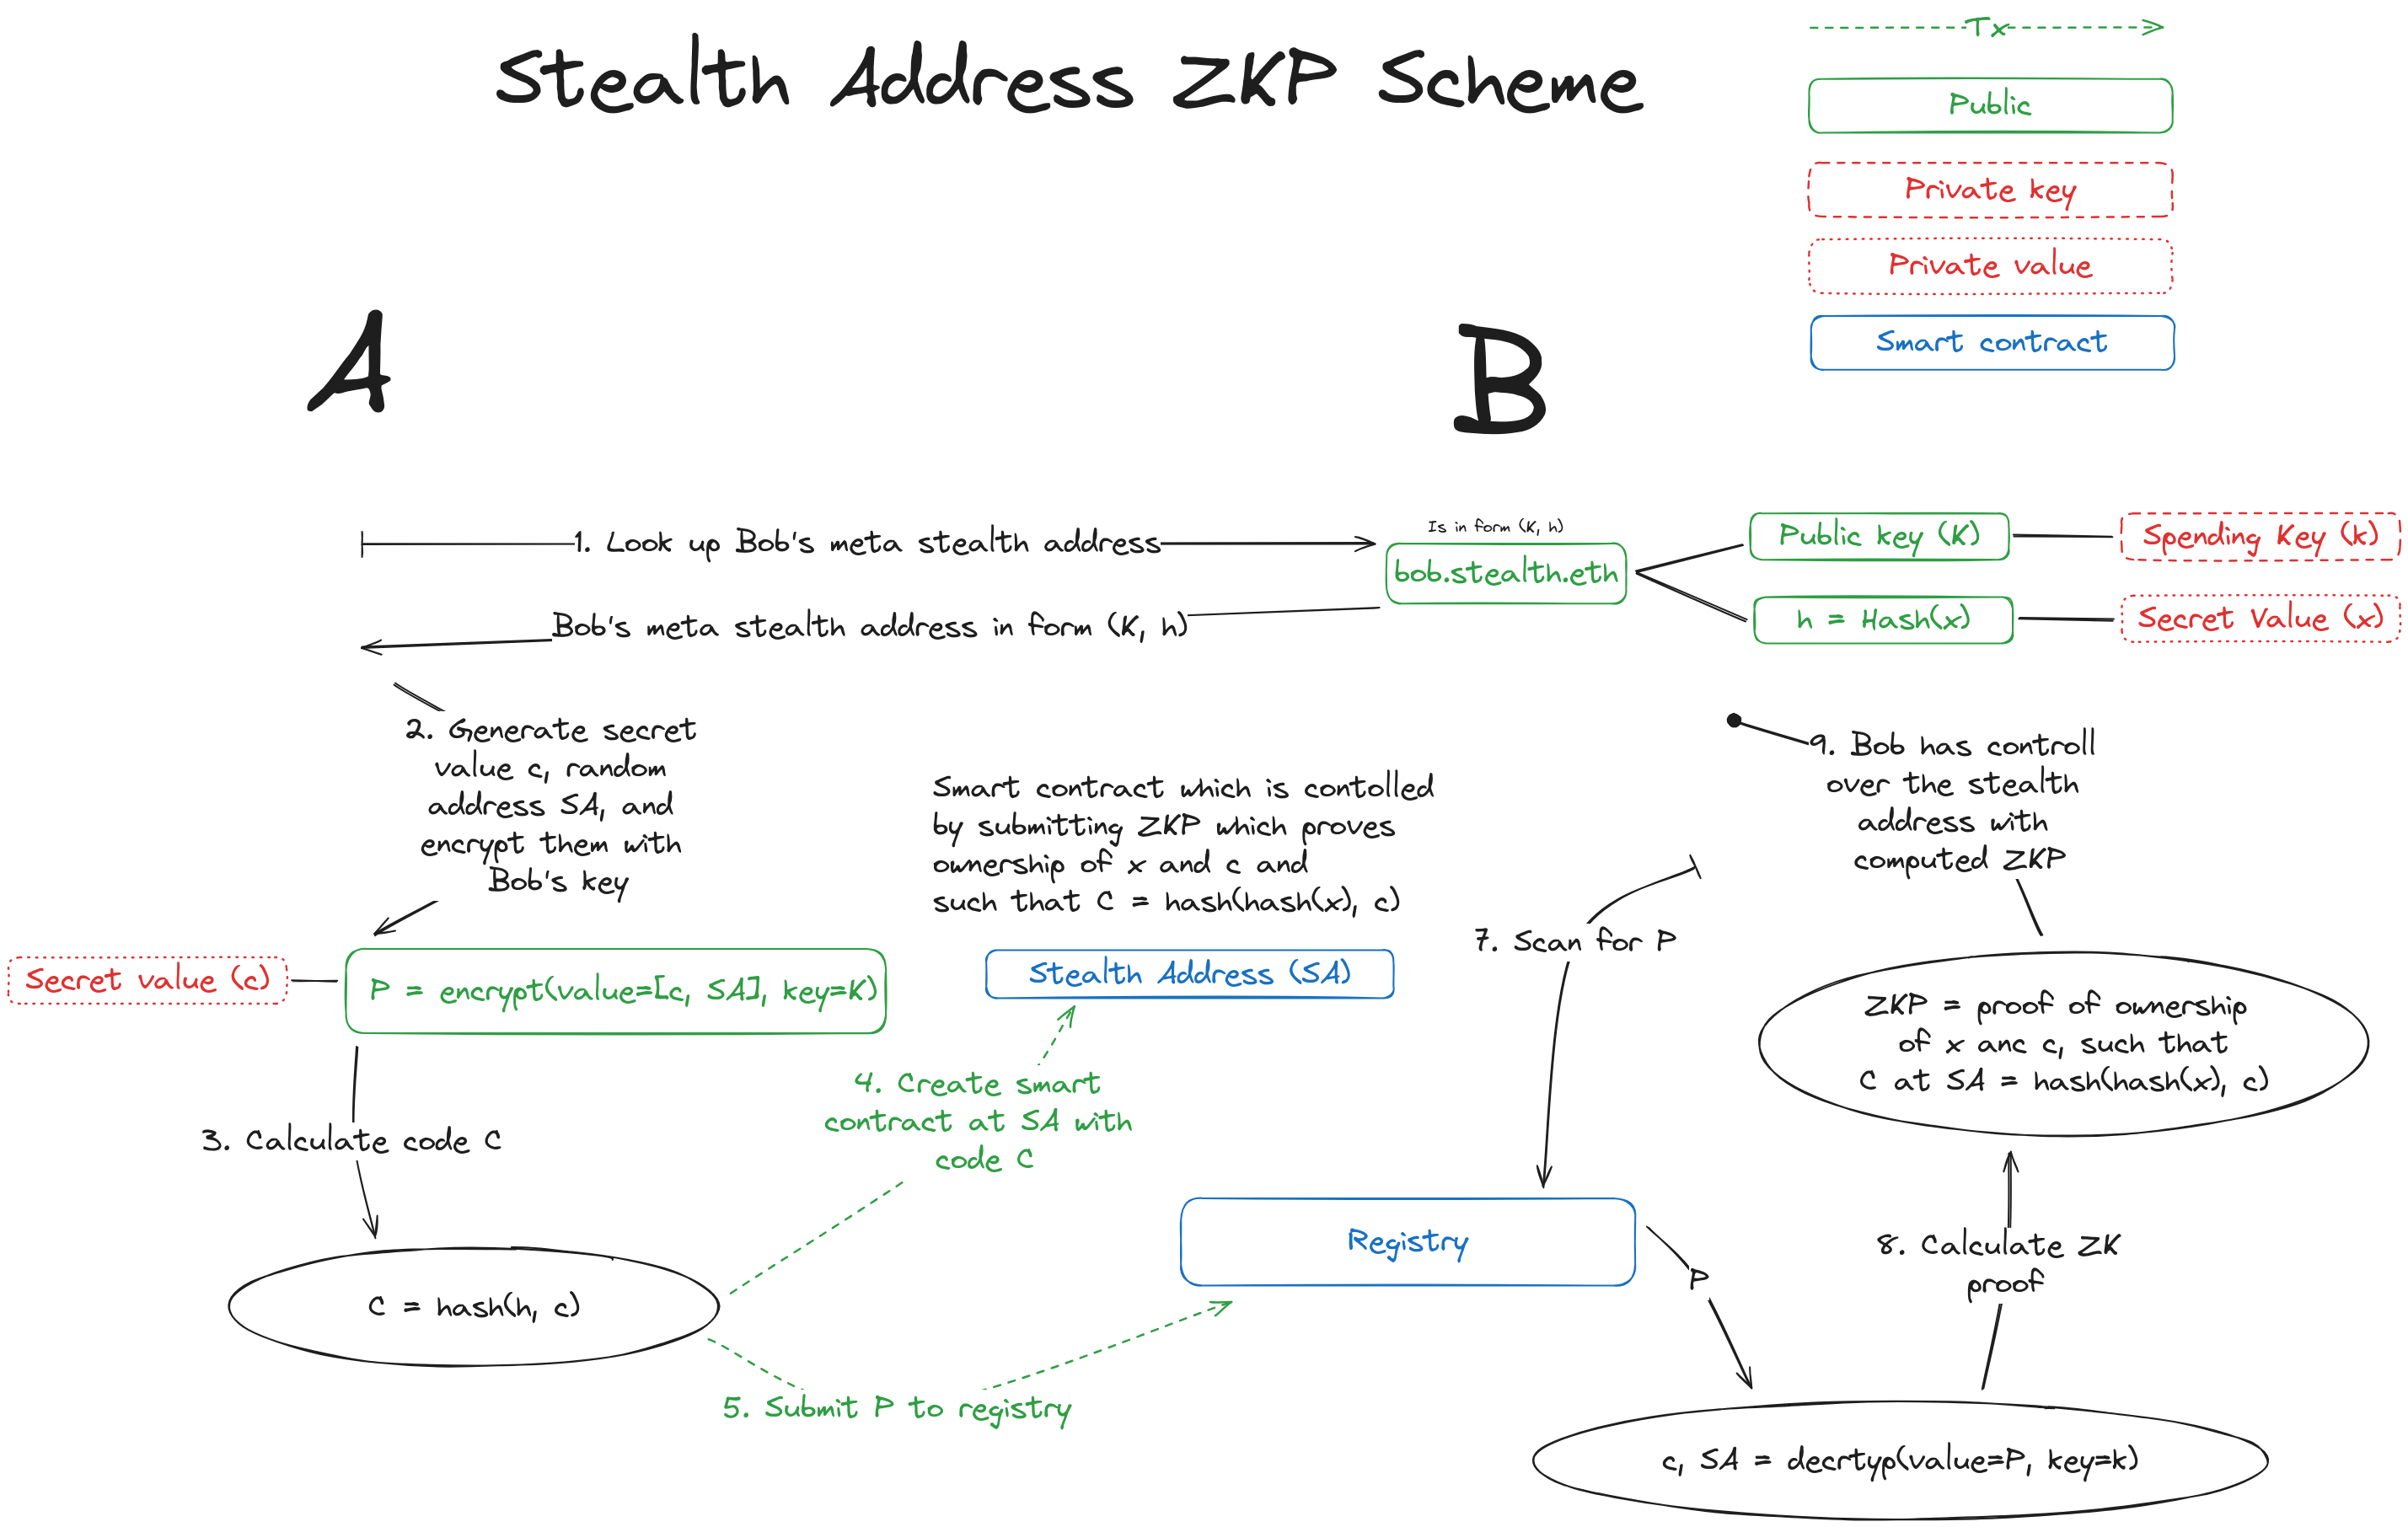 Stealth Address ZKP Scheme
Tx
Public
Private key
Private value
Smart contract
A
B
1. Look up Bob's meta stealth address
Is in form (K, h)
bob.stealth.eth
Public key (K)
Spending Key (k)
h = Hash(x)
Secret Value (x)
Bob's meta stealth address in form (K, h)
2. Generate secret
value c, random
address SA, and
encrypt them with
Bob's key
Secret value (c)
P = encrypt(value=[c, SA], key=K)
3. Calculate code C
C = hash(h, c)
Smart contract which is contolled
by submitting ZKP which proves
ownership of x and c and
such that C = hash(hash(x), c)
Stealth Address (SA)
4. Create smart
contract at SA with
code C
5. Submit P to registry
7. Scan for P
Registry
P
c, SA = decrtyp(value=P, key=k)
8. Calculate ZK
proof
ZKP = proof of ownership
of x anc c, such that
C at SA = hash(hash(x), c)
9. Bob has controll
over the stealth
address with
computed ZKP